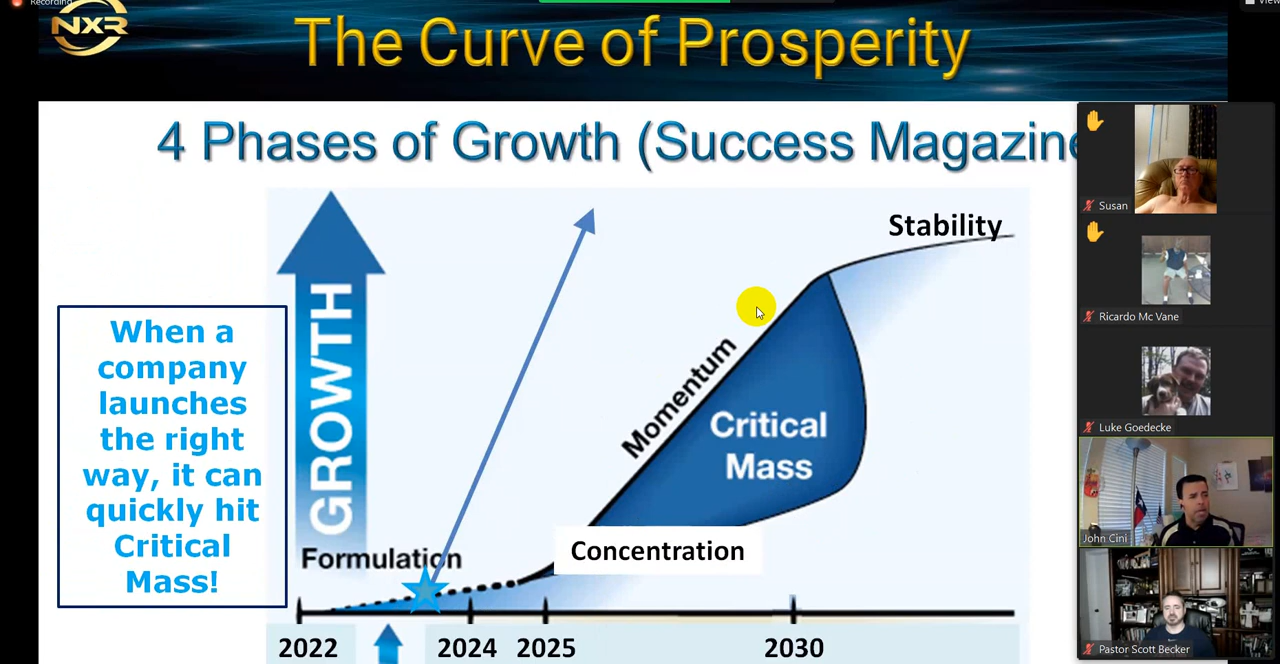 Recording
View
NXR
The Curve of Prosperity
4 Phases of Growth (Success Magazine
Susan
Ricardo Mc Vane
Luke Goedecke
John Cini
Pastor Scott Becker
When a
company
launches
the right
way, it can
quickly hit
Critical
Mass!
GROWTH
Formulation
Concentration
Momentum
Critical
Mass
Stability
2022
2024
2025
2030